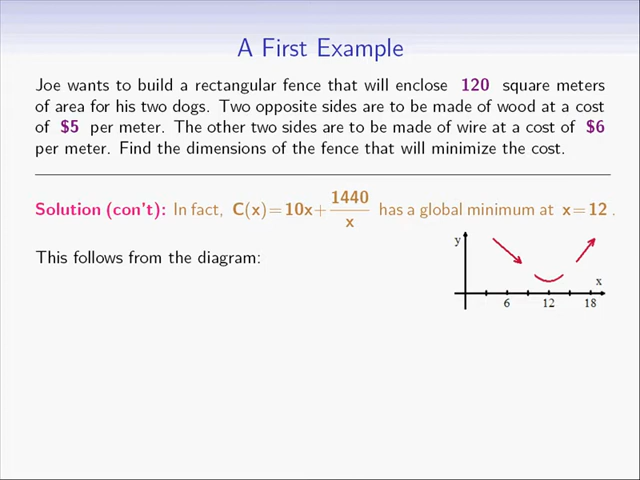 A First Example
Joe wants to build a rectangular fence that will enclose 120 square meters
of area for his two dogs. Two opposite sides are to be made of wood at a cost
of $5 per meter. The other two sides are to be made of wire at a cost of $6
per meter. Find the dimensions of the fence that will minimize the cost.
Solution (con't): In fact, C(x)=10x+1440/x has a global minimum at x=12 .
This follows from the diagram:
y
x
6 12 18